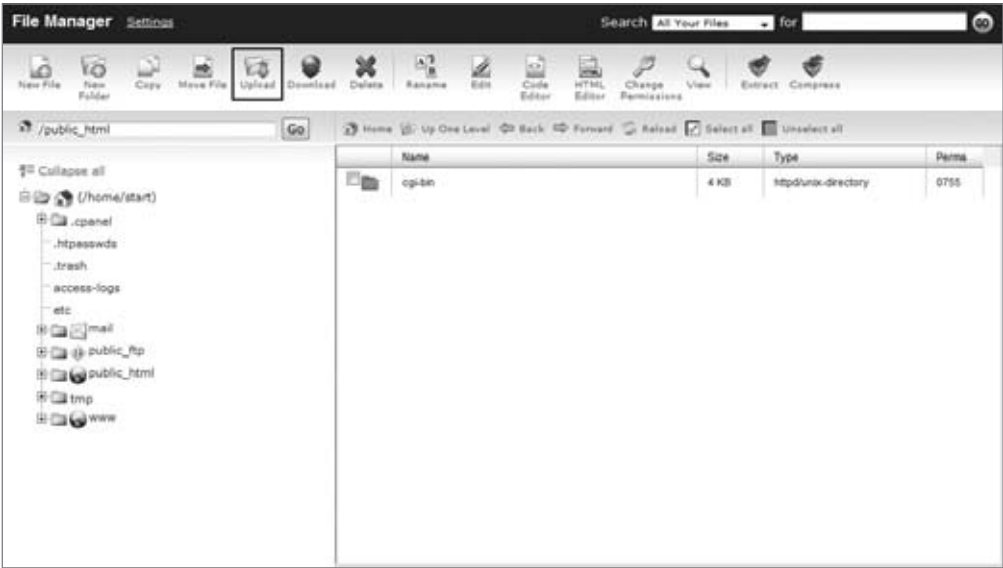 File Manager Settings Search All Your Files for GO
New File New Folder Copy Move File Upload Download Delete Rename Edit Code Editor HTML Editor Change Permissions View Extract Compress
/public_html Go Home Up One Level Back Forward Reload Select all Unselect all
Name Size Type Perms
Collapse all
cgi-bin 4 KB httpd/unix-directory 0755
(/home/start)
.cpanel
.htpasswds
.trash
access-logs
etc
mail
public_ftp
public_html
tmp
www